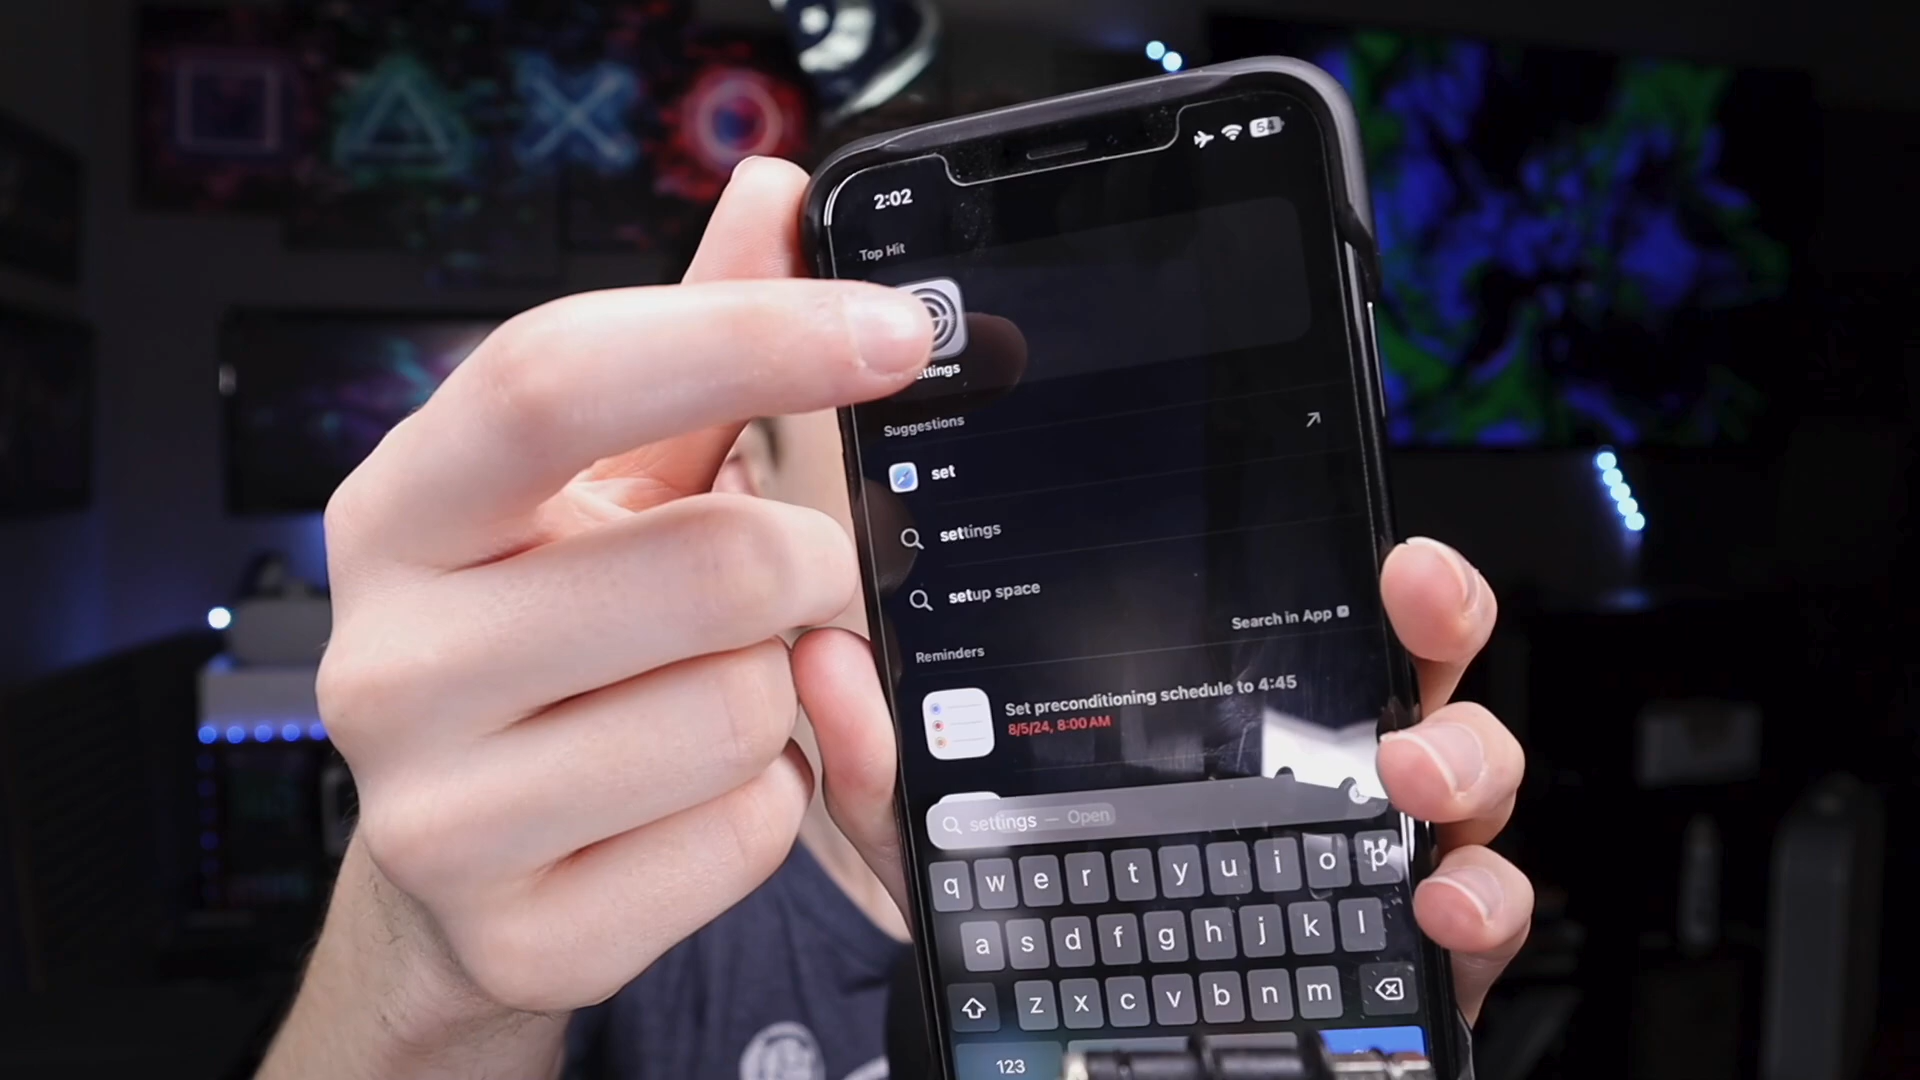 2:02
54
Top Hit
ettings
Suggestions
set
settings
setup space
Search in App
Reminders
Set preconditioning schedule to 4:45
8/5/24, 8:00 AM
settings — Open
q w e r t y u i o p
a s d f g h j k l
z x c v b n m
123